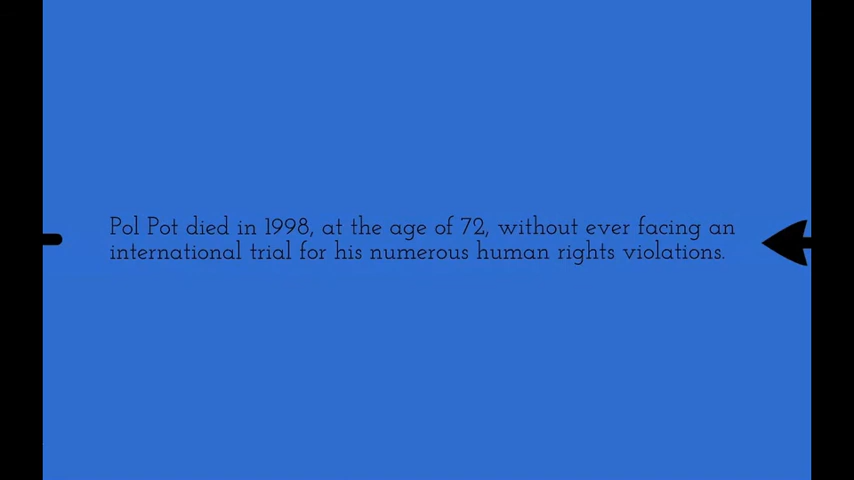 Pol Pot died in 1998, at the age of 72, without ever facing an
international trial for his numerous human rights violations.